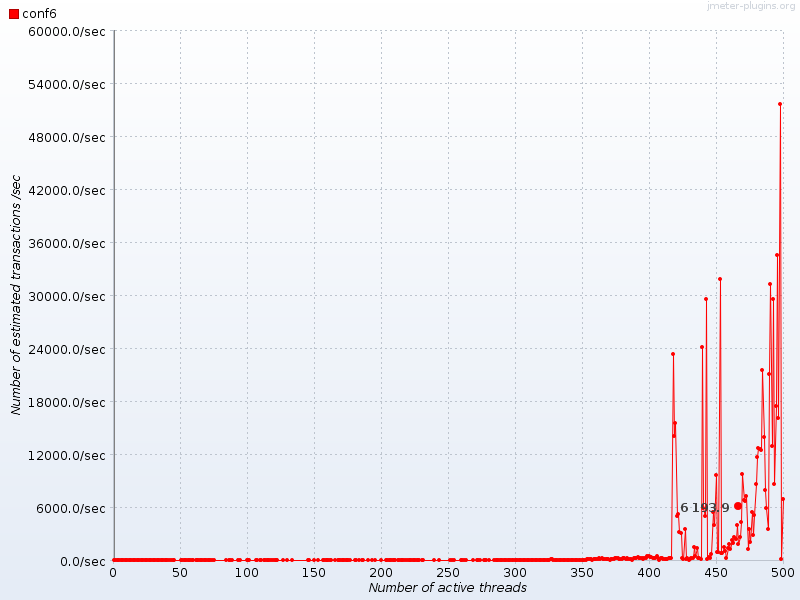 jmeter-plugins.org
conf6
60000.0/sec
54000.0/sec
48000.0/sec
42000.0/sec
36000.0/sec
30000.0/sec
24000.0/sec
18000.0/sec
12000.0/sec
6000.0/sec
0.0/sec
Number of estimated transactions /sec
6 193.9
0 50 100 150 200 250 300 350 400 450 500
Number of active threads